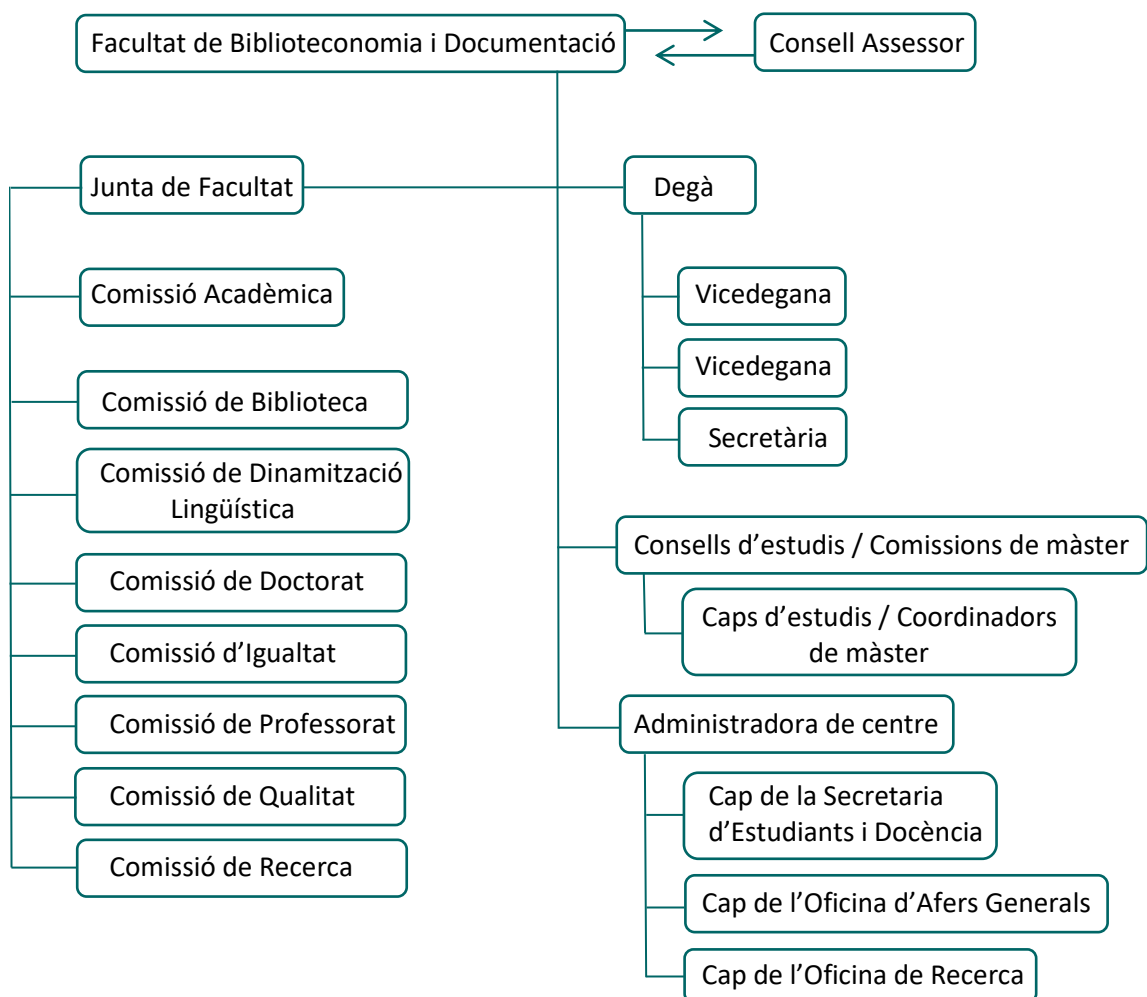 Facultat de Biblioteconomia i Documentació
Consell Assessor
Junta de Facultat
Degà
Comissió Acadèmica
Comissió de Biblioteca
Comissió de Dinamització
Lingüística
Comissió de Doctorat
Comissió d’Igualtat
Comissió de Professorat
Comissió de Qualitat
Comissió de Recerca
Vicedegana
Vicedegana
Secretària
Consells d’estudis / Comissions de màster
Caps d’estudis / Coordinadors
de màster
Administradora de centre
Cap de la Secretaria
d’Estudiants i Docència
Cap de l’Oficina d’Afers Generals
Cap de l’Oficina de Recerca